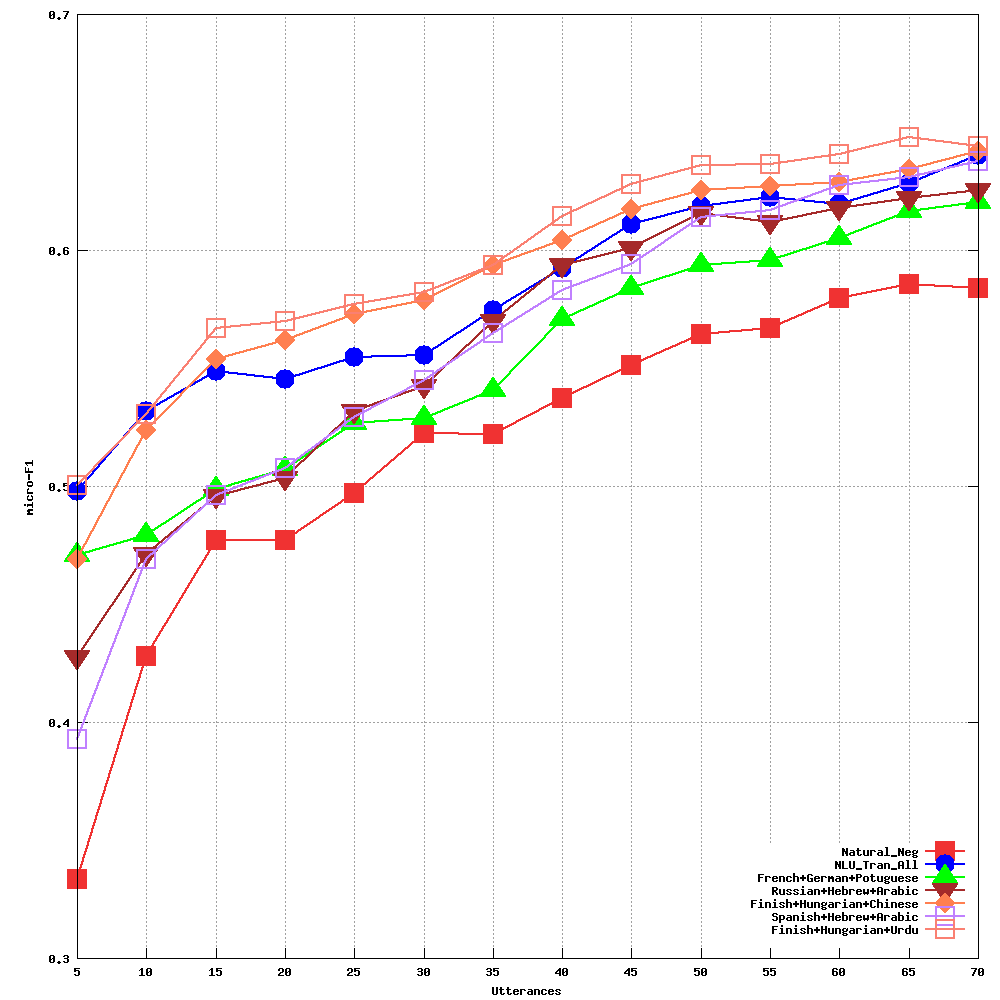 0.7
0.6
0.5
0.4
0.3
micro-F1
5 10 15 20 25 30 35 40 45 50 55 60 65 70
Utterances
Natural_Neg
NLU_Tran_All
French+German+Potuguese
Russian+Hebrew+Arabic
Finish+Hungarian+Chinese
Spanish+Hebrew+Arabic
Finish+Hungarian+Urdu